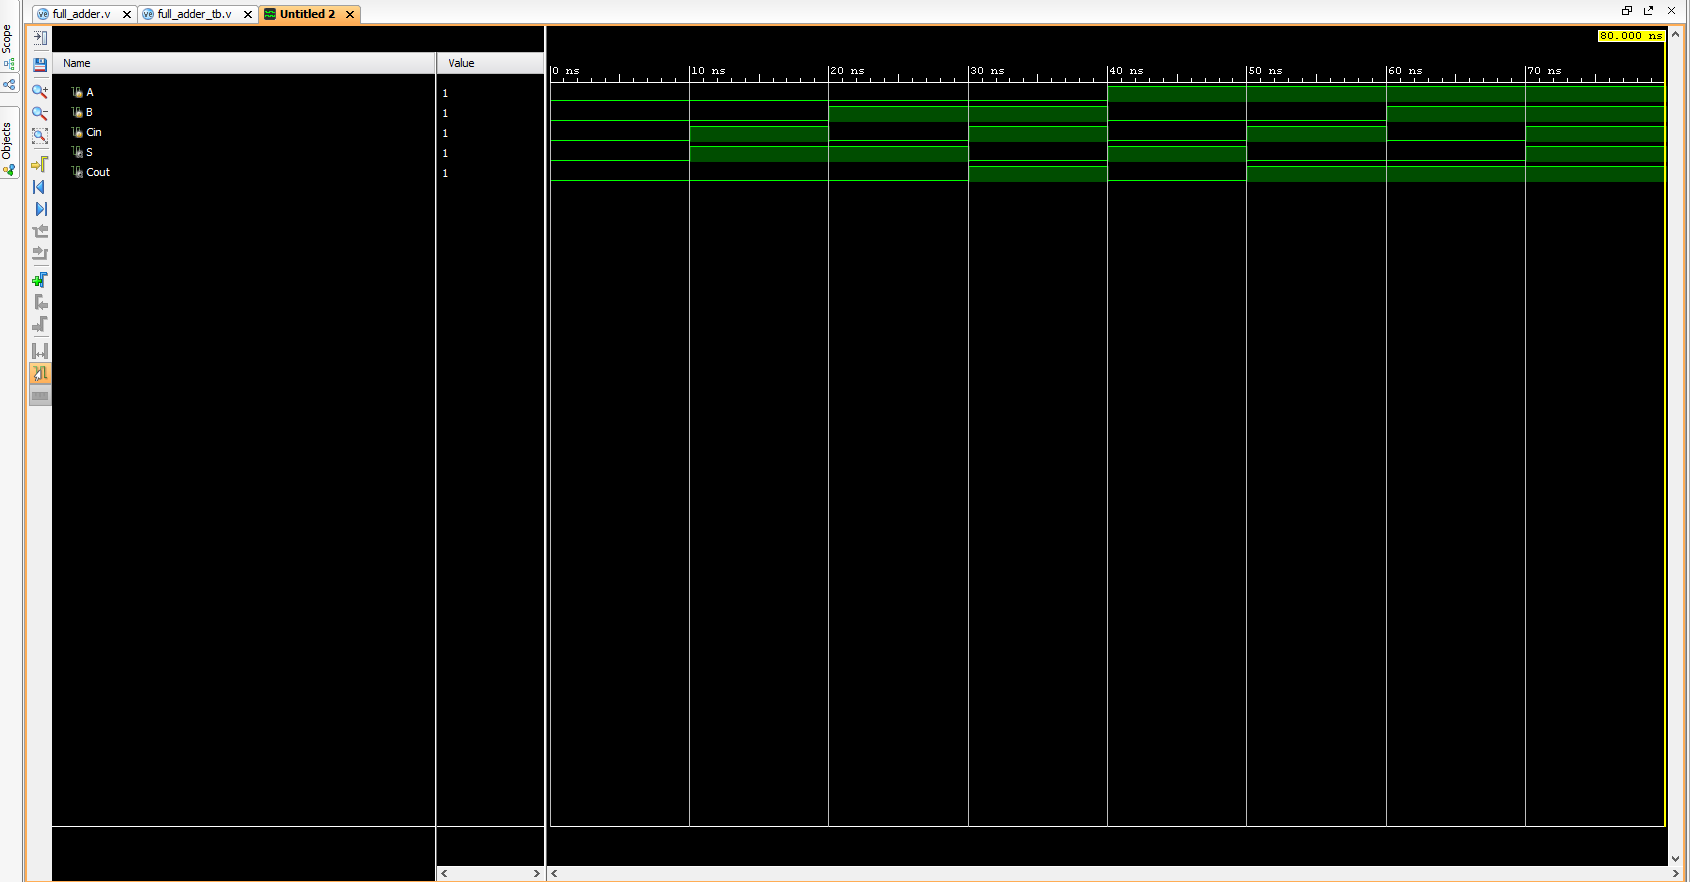 full_adder.v full_adder_tb.v Untitled 2
Scope
Objects
80.000 ns
Name Value
0 ns 10 ns 20 ns 30 ns 40 ns 50 ns 60 ns 70 ns
A 1
B 1
Cin 1
S 1
Cout 1